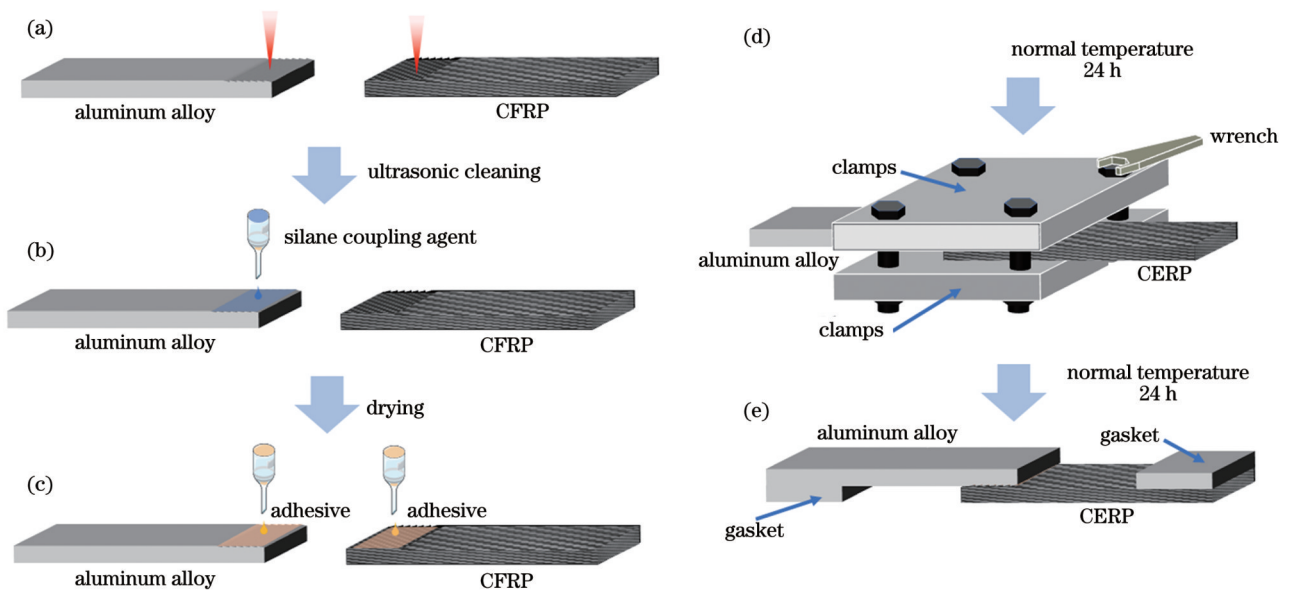 (a)
aluminum alloy
CFRP
ultrasonic cleaning
(b)
silane coupling agent
aluminum alloy
CFRP
drying
(c)
adhesive
adhesive
aluminum alloy
CFRP
(d)
normal temperature
24 h
wrench
clamps
aluminum alloy
CERP
clamps
normal temperature
24 h
(e)
aluminum alloy
gasket
gasket
CERP